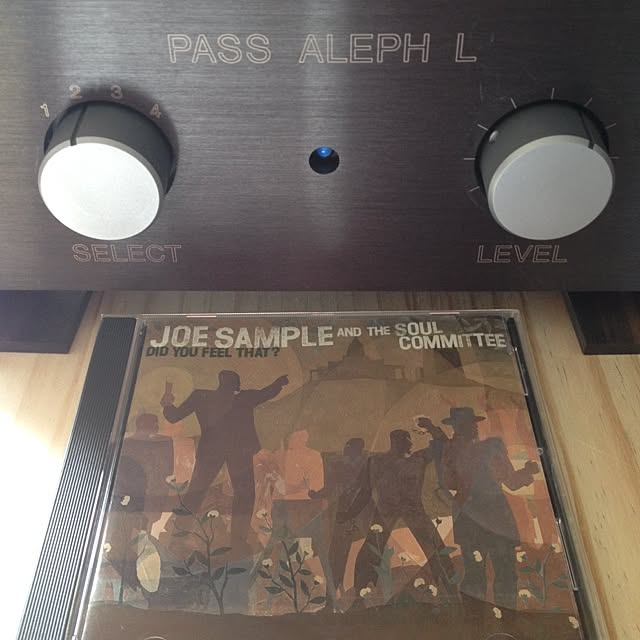 PASS ALEPH L
1 2 3 4
SELECT
LEVEL
JOE SAMPLE AND THE SOUL
COMMITTEE
DID YOU FEEL THAT?